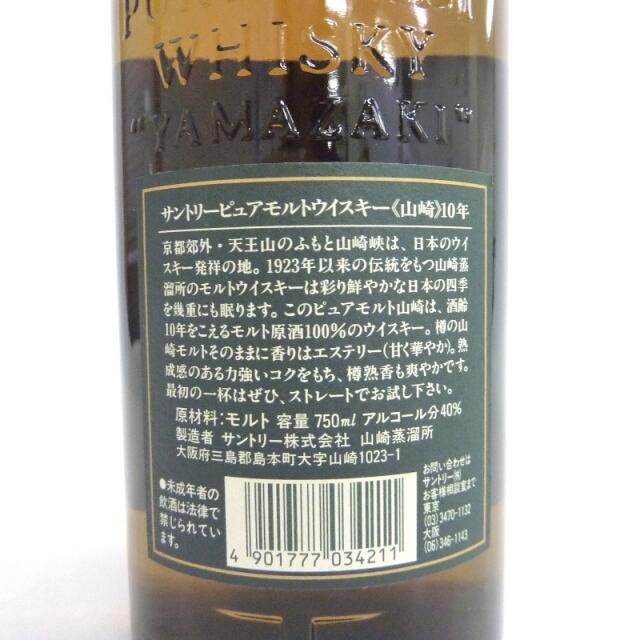 WHISKY
"YAMAZAKI"
サントリーピュアモルトウイスキー《山崎》10年
京都郊外・天王山のふもと山崎峡は、日本のウイ
スキー発祥の地。1923年以来の伝統をもつ山崎蒸
溜所のモルトウイスキーは彩り鮮やかな日本の四季
を幾重にも眠ります。このピュアモルト山崎は、酒齢
10年をこえるモルト原酒100%のウイスキー。樽の山
崎モルトそのままに香りはエステリー(甘く華やか)。熟
成感のある力強いコクをもち、樽熟香も爽やかです。
最初の一杯はぜひ、ストレートでお試し下さい。
原材料:モルト 容量 750ml アルコール分40%
製造者 サントリー株式会社 山崎蒸溜所
大阪府三島郡島本町大字山崎1023-1
●未成年者の
飲酒は法律で
禁じられてい
ます。
4 901777 034211
お問い合わせは
サントリー㈱
お客様相談室まで
東京
(03)3470-1132
大阪
(06)346-1143